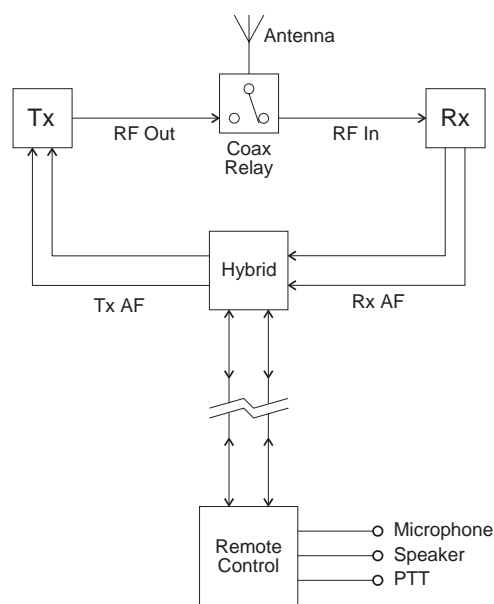 Antenna
Tx
Rx
RF Out
RF In
Coax
Relay
Hybrid
Tx AF
Rx AF
Remote
Control
Microphone
Speaker
PTT